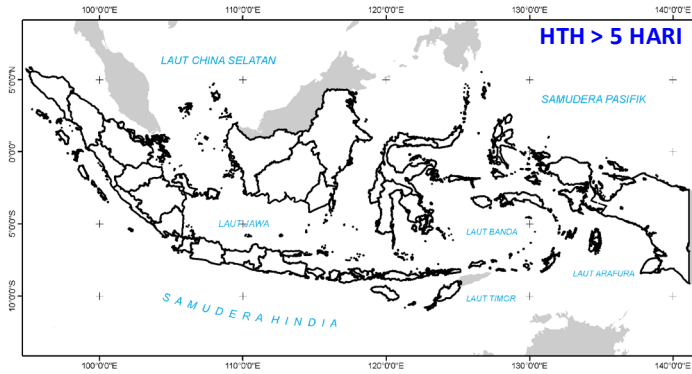 100°0'0"E 110°0'0"E 120°0'0"E 130°0'0"E 140°0'0"E
HTH > 5 HARI
LAUT CHINA SELATAN
5°0'0"N
SAMUDERA PASIFIK
0°0'0"
LAUT JAWA
5°0'0"S
LAUT BANDA
LAUT ARAFURA
10°0'0"S
LAUT TIMOR
SAMUDERA HINDIA
100°0'0"E 110°0'0"E 120°0'0"E 130°0'0"E 140°0'0"E